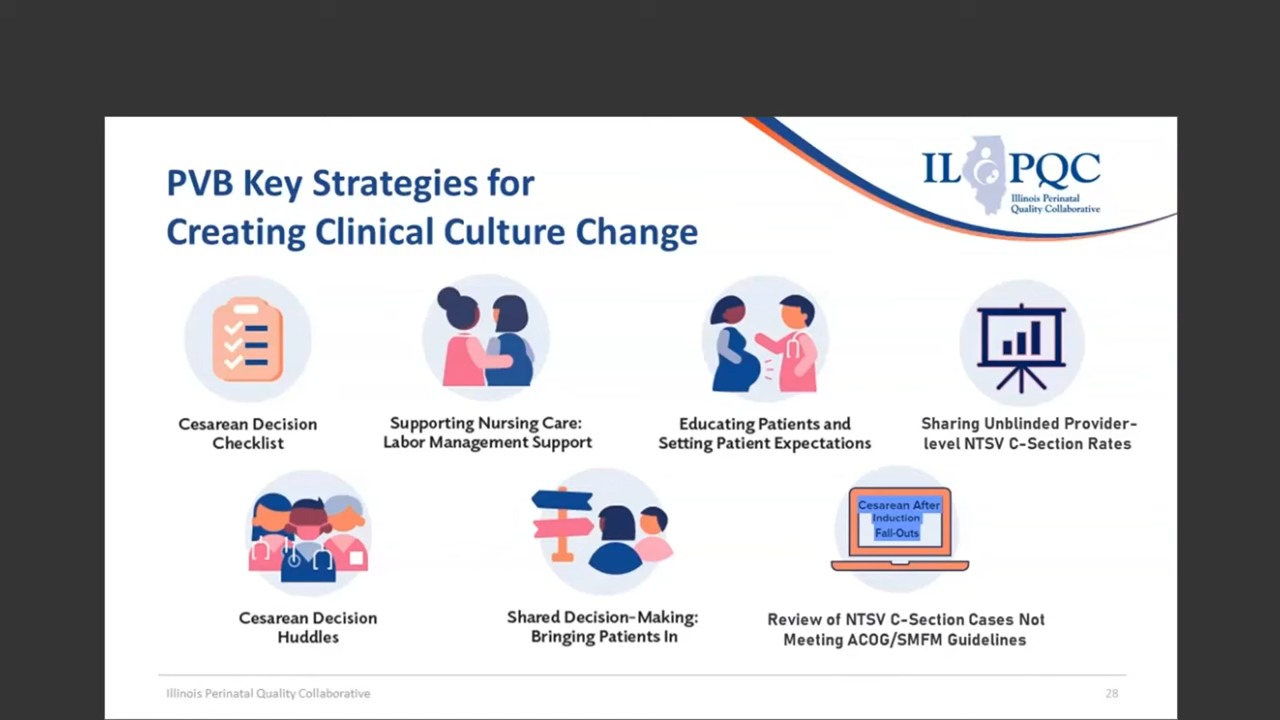 PVB Key Strategies for
Creating Clinical Culture Change
IL PQC
Illinois Perinatal
Quality Collaborative
Cesarean Decision
Checklist
Supporting Nursing Care:
Labor Management Support
Educating Patients and
Setting Patient Expectations
Sharing Unblinded Provider-
level NTSV C-Section Rates
Cesarean Decision
Huddles
Shared Decision-Making:
Bringing Patients In
Cesarean After
Induction
Fall-Outs
Review of NTSV C-Section Cases Not
Meeting ACOG/SMFM Guidelines
Illinois Perinatal Quality Collaborative
28